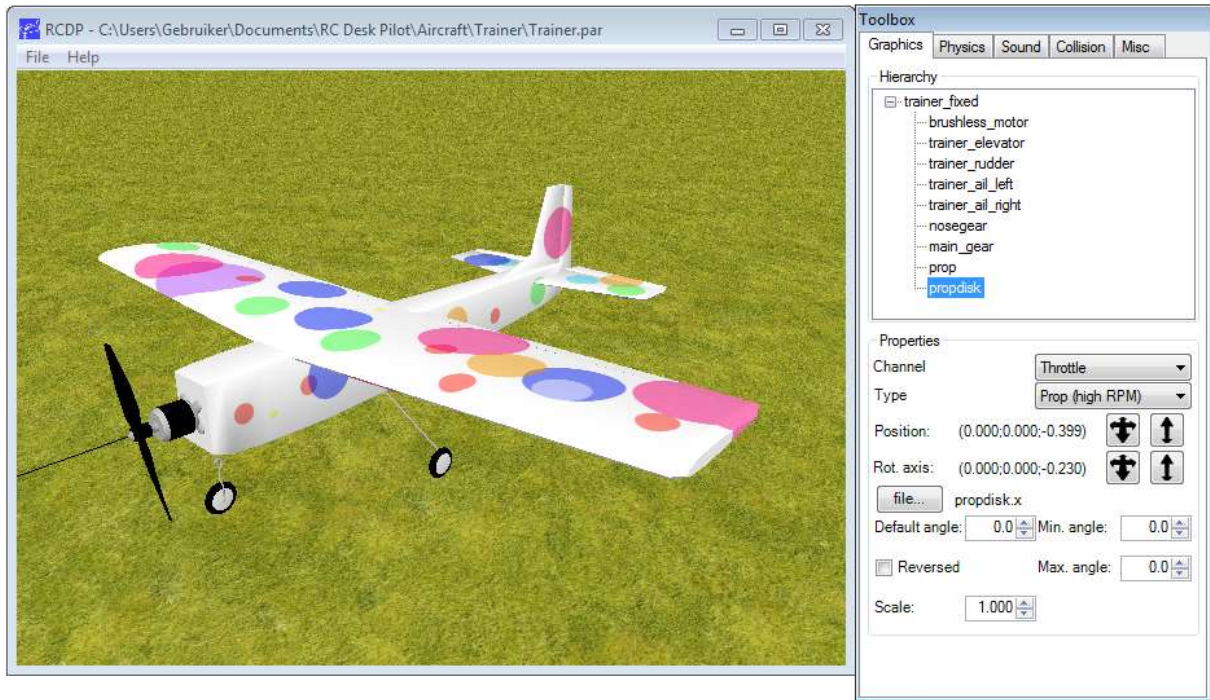 RCDP - C:\Users\Gebruiker\Documents\RC Desk Pilot\Aircraft\Trainer\Trainer.par
File Help
Toolbox
Graphics Physics Sound Collision Misc
Hierarchy
trainer_fixed
brushless_motor
trainer_elevator
trainer_rudder
trainer_ail_left
trainer_ail_right
nosegear
main_gear
prop
propdisk
Properties
Channel Throttle
Type Prop (high RPM)
Position: (0.000;0.000;-0.399)
Rot. axis: (0.000;0.000;-0.230)
file... propdisk.x
Default angle: 0.0 Min. angle: 0.0
Reversed Max. angle: 0.0
Scale: 1.000